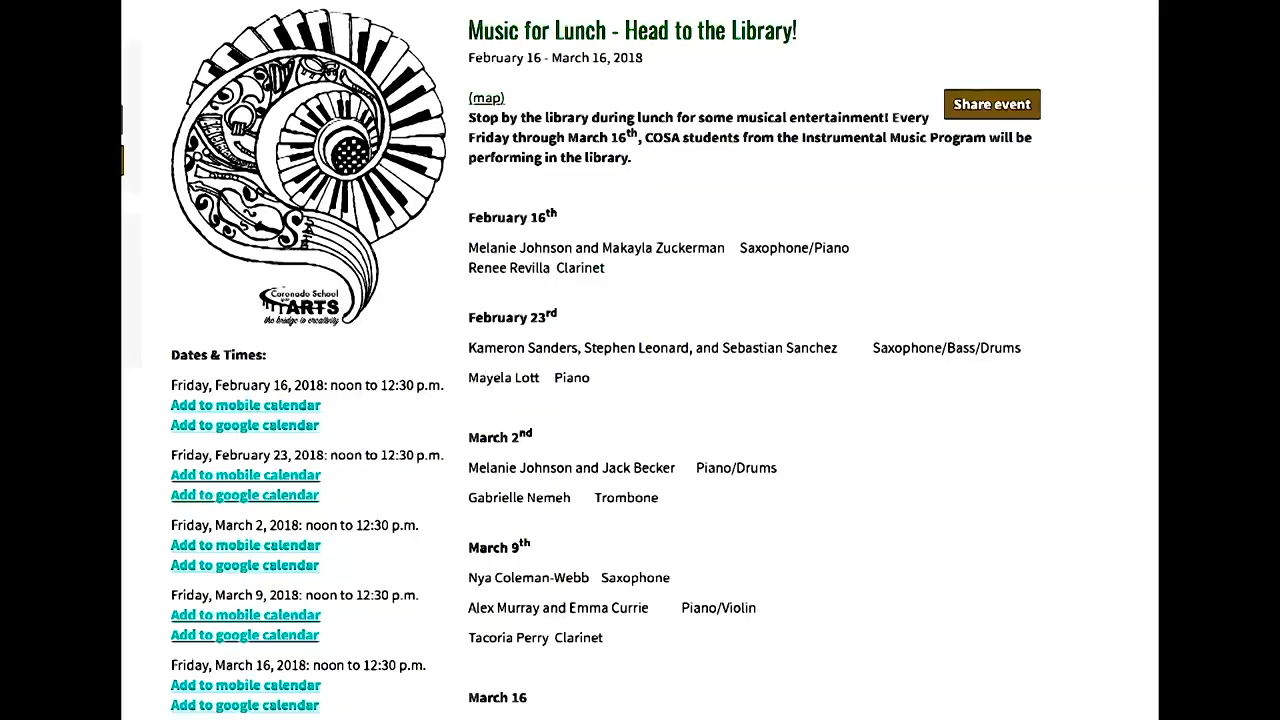 Music for Lunch - Head to the Library!
February 16 - March 16, 2018
(map)
Share event
Stop by the library during lunch for some musical entertainment! Every
Friday through March 16th, COSA students from the Instrumental Music Program will be
performing in the library.
February 16th
Melanie Johnson and Makayla Zuckerman Saxophone/Piano
Renee Revilla Clarinet
February 23rd
Kameron Sanders, Stephen Leonard, and Sebastian Sanchez Saxophone/Bass/Drums
Mayela Lott Piano
March 2nd
Melanie Johnson and Jack Becker Piano/Drums
Gabrielle Nemeh Trombone
March 9th
Nya Coleman-Webb Saxophone
Alex Murray and Emma Currie Piano/Violin
Tacoria Perry Clarinet
March 16
Coronado School
of the
ARTS
the bridge to creativity
Dates & Times:
Friday, February 16, 2018: noon to 12:30 p.m.
Add to mobile calendar
Add to google calendar
Friday, February 23, 2018: noon to 12:30 p.m.
Add to mobile calendar
Add to google calendar
Friday, March 2, 2018: noon to 12:30 p.m.
Add to mobile calendar
Add to google calendar
Friday, March 9, 2018: noon to 12:30 p.m.
Add to mobile calendar
Add to google calendar
Friday, March 16, 2018: noon to 12:30 p.m.
Add to mobile calendar
Add to google calendar